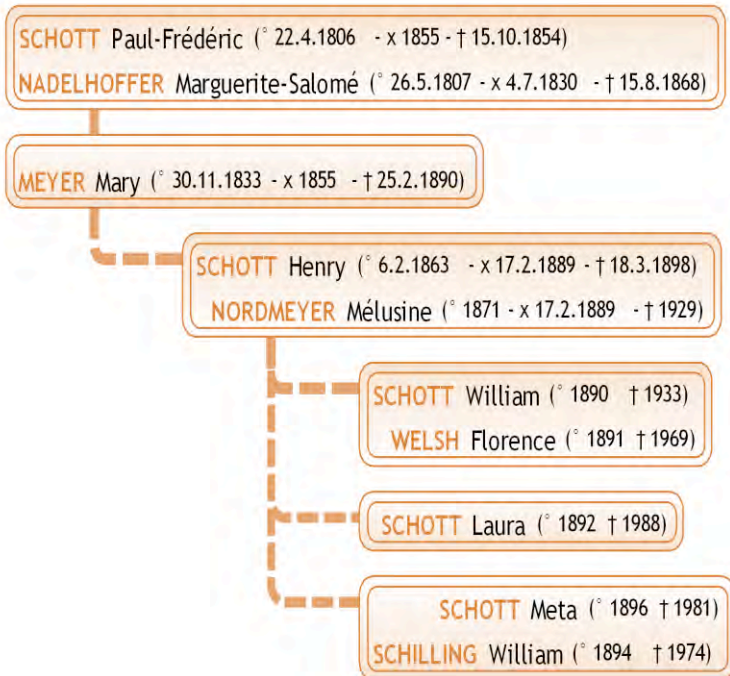 SCHOTT Paul-Frédéric (° 22.4.1806 - x 1855 - † 15.10.1854)
NADELHOFFER Marguerite-Salomé (° 26.5.1807 - x 4.7.1830 - † 15.8.1868)
MEYER Mary (° 30.11.1833 - x 1855 - † 25.2.1890)
SCHOTT Henry (° 6.2.1863 - x 17.2.1889 - † 18.3.1898)
NORDMEYER Mélusine (° 1871 - x 17.2.1889 - † 1929)
SCHOTT William (° 1890 † 1933)
WELSH Florence (° 1891 † 1969)
SCHOTT Laura (° 1892 † 1988)
SCHOTT Meta (° 1896 † 1981)
SCHILLING William (° 1894 † 1974)